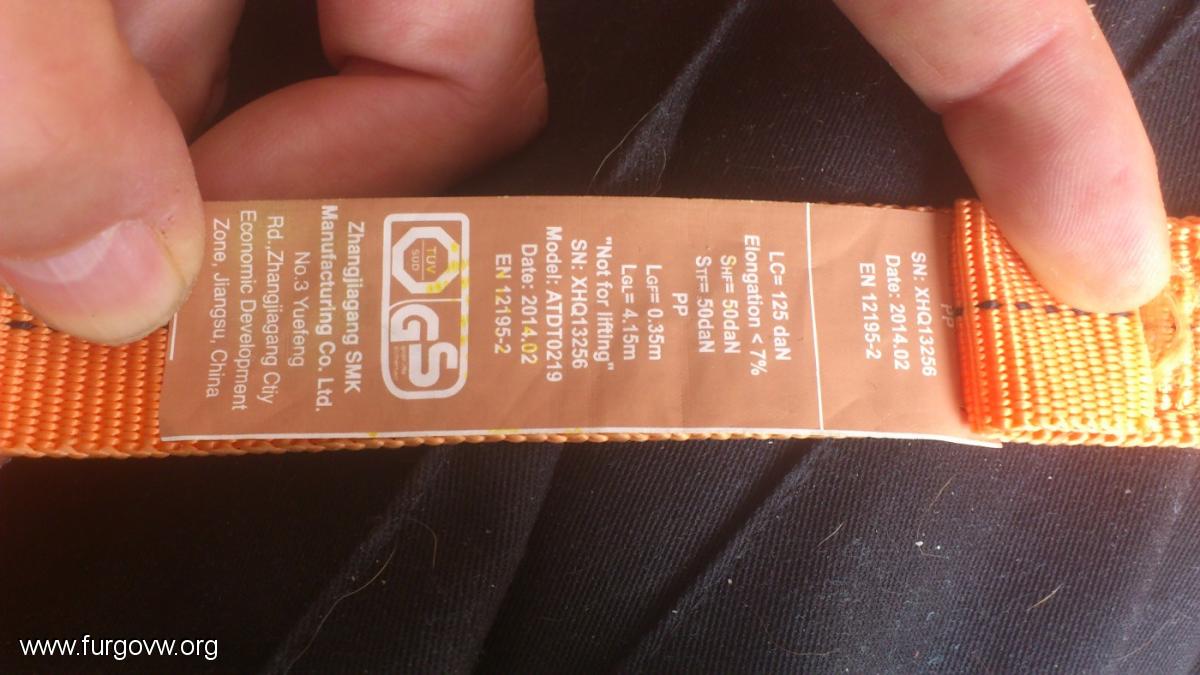 SN: XHQ13256
Date: 2014.02
EN 12195-2
PP
LC= 125 daN
Elongation < 7%
SHF= 50daN
STF= 50daN
PP
LGF= 0.35m
LGL= 4.15m
"Not for lifting"
SN: XHQ13256
Model: ATDT0219
Date: 2014.02
EN 12195-2
TÜV
SÜD
GS
Zhangjiagang SMK
Manufacturing Co. Ltd.
No.3 Yuefeng
Rd.,Zhangjiagang Ctiy
Economic Development
Zone, Jiangsu, China
www.furgovw.org